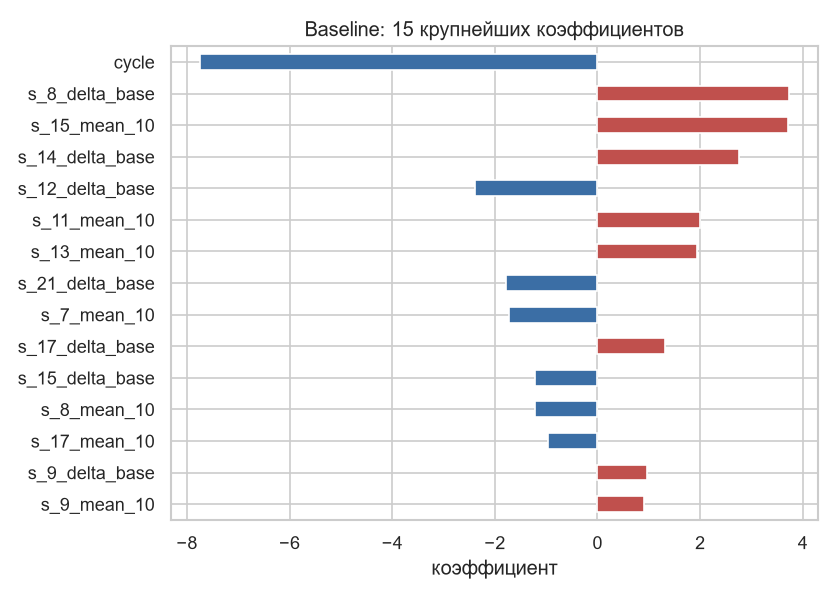 Baseline: 15 крупнейших коэффициентов
cycle
s_8_delta_base
s_15_mean_10
s_14_delta_base
s_12_delta_base
s_11_mean_10
s_13_mean_10
s_21_delta_base
s_7_mean_10
s_17_delta_base
s_15_delta_base
s_8_mean_10
s_17_mean_10
s_9_delta_base
s_9_mean_10
−8 −6 −4 −2 0 2 4
коэффициент